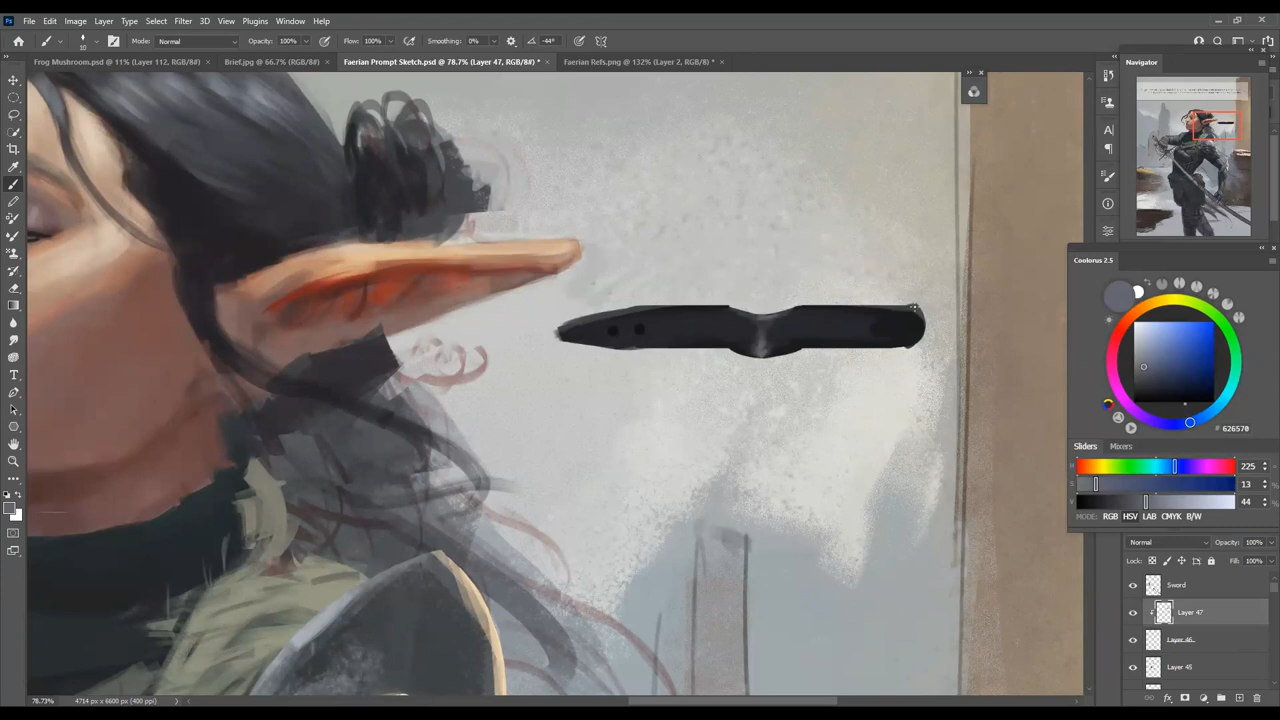 Ps File Edit Image Layer Type Select Filter 3D View Plugins Window Help
10 Mode: Normal Opacity: 100% Flow: 100% Smoothing: 0% -44°
Frog Mushroom.psd @ 11% (Layer 112, RGB/8#) × Brief.jpg @ 66.7% (RGB/8#) × Faerian Prompt Sketch.psd @ 78.7% (Layer 47, RGB/8#) * × Faerian Refs.png @ 132% (Layer 2, RGB/8) * ×
Navigator
Coolorus 2.5
# 626570
Sliders Mixers
H 225 °
S 13 %
V 44 %
MODE: RGB HSV LAB CMYK B/W
Normal Opacity: 100%
Lock: Fill: 100%
Sword
Layer 47
Layer 46
Layer 45
78.73% 4714 px x 6600 px (400 ppi)